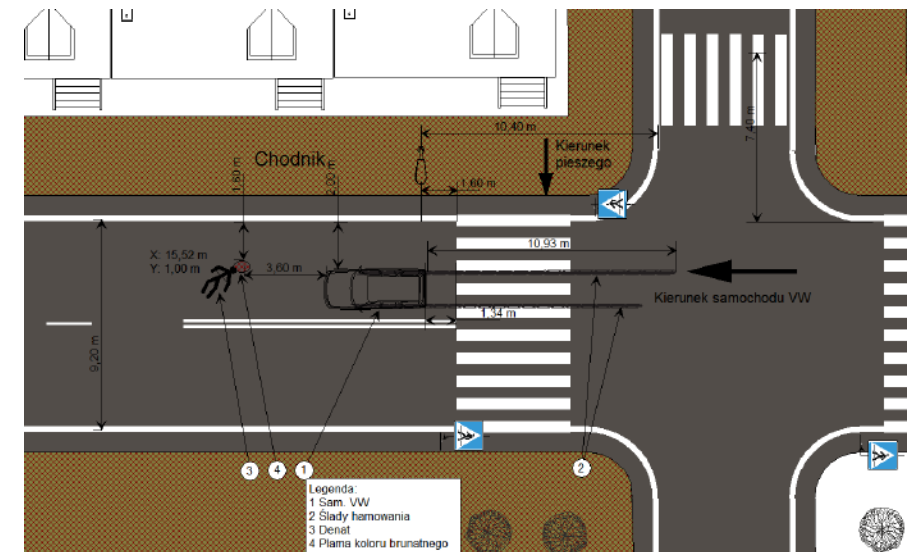 10,40 m
Kierunek
pieszego
7,40 m
Chodnik
1,80 m
2,00 m
1,60 m
10,93 m
X: 15,52 m
Y: 1,00 m
3,60 m
Kierunek samochodu VW
1,34 m
9,20 m
3
4
1
2
Legenda:
1 Sam. VW
2 Ślady hamowania
3 Denat
4 Plama koloru brunatnego